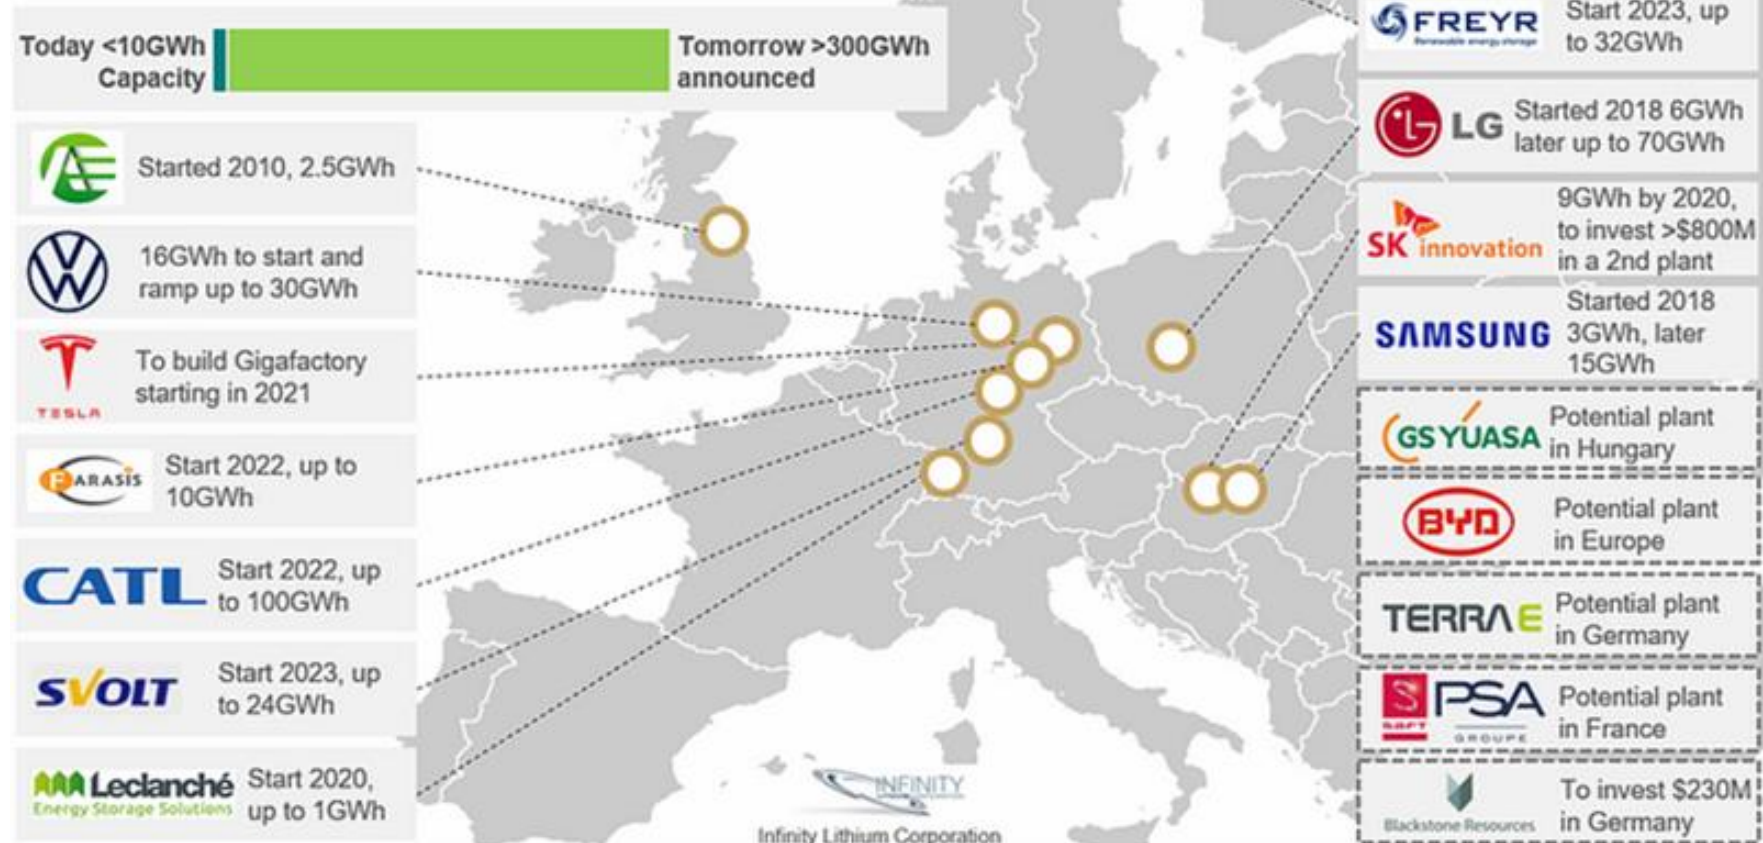 Today <10GWh
Capacity
Tomorrow >300GWh
announced
Started 2010, 2.5GWh
16GWh to start and
ramp up to 30GWh
TESLA
To build Gigafactory
starting in 2021
FARASIS
Start 2022, up to
10GWh
CATL
Start 2022, up
to 100GWh
SVOLT
Start 2023, up
to 24GWh
Leclanché
Energy Storage Solutions
Start 2020,
up to 1GWh
FREYR
Renewable energy storage
Start 2023, up
to 32GWh
LG
Started 2018 6GWh
later up to 70GWh
SK innovation
9GWh by 2020,
to invest >$800M
in a 2nd plant
SAMSUNG
Started 2018
3GWh, later
15GWh
GS YUASA
Potential plant
in Hungary
BYD
Potential plant
in Europe
TERRA E
Potential plant
in Germany
SAFT
PSA
GROUPE
Potential plant
in France
Blackstone Resources
To invest $230M
in Germany
INFINITY
Infinity Lithium Corporation